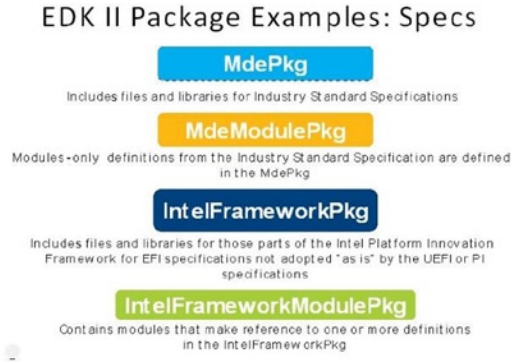 EDK II Package Examples: Specs
MdePkg
Includes files and libraries for Industry Standard Specifications
MdeModulePkg
Modules-only definitions from the Industry Standard Specification are defined
in the MdePkg
IntelFrameworkPkg
Includes files and libraries for those parts of the Intel Platform Innovation
Framework for EFI specifications not adopted "as is" by the UEFI or PI
specifications
IntelFrameworkModulePkg
Contains modules that make reference to one or more definitions
in the IntelFrameworkPkg